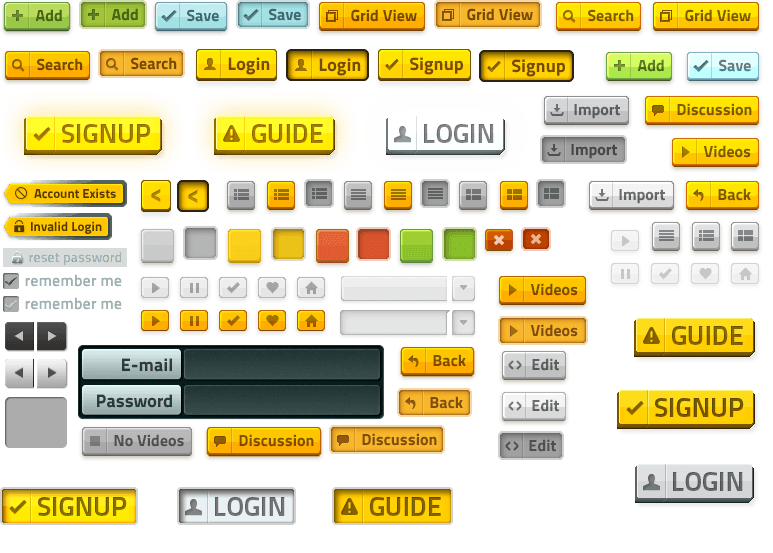 Add Add Save Save Grid View Grid View Search Grid View
Search Search Login Login Signup Signup Add Save
SIGNUP GUIDE LOGIN Import Discussion
Import Videos
Account Exists Import Back
Invalid Login
reset password
remember me
remember me
Videos
Videos GUIDE
E-mail Back Edit
Password Back Edit SIGNUP
No Videos Discussion Discussion Edit
LOGIN
SIGNUP LOGIN GUIDE